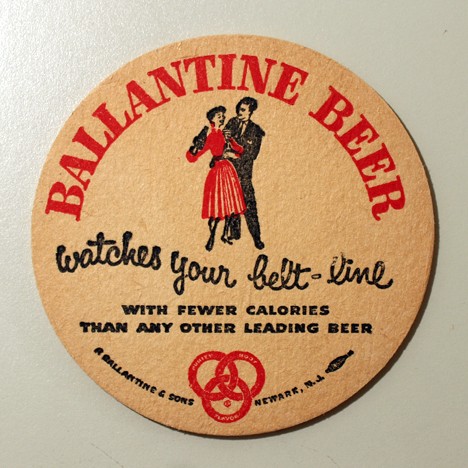 BALLANTINE BEER
watches your belt-line
WITH FEWER CALORIES
THAN ANY OTHER LEADING BEER
PURITY BODY
FLAVOR
P. BALLANTINE & SONS NEWARK, N.J.